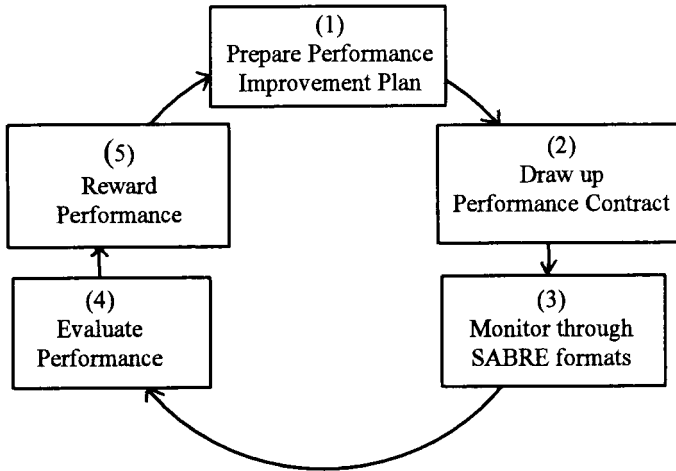 (1)
Prepare Performance
Improvement Plan
(2)
Draw up
Performance Contract
(3)
Monitor through
SABRE formats
(4)
Evaluate
Performance
(5)
Reward
Performance